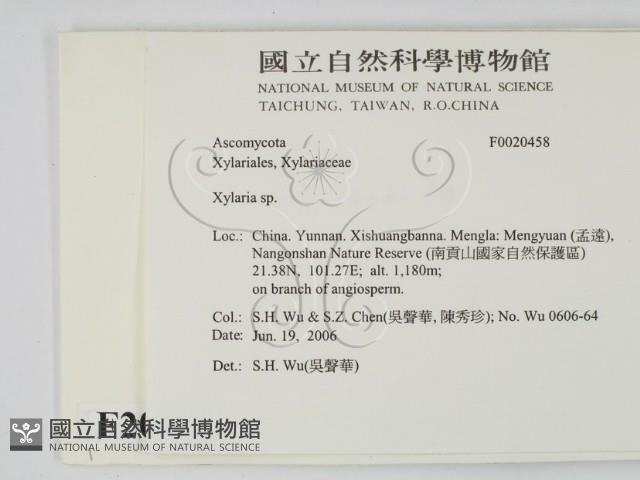 國立自然科學博物館
NATIONAL MUSEUM OF NATURAL SCIENCE
TAICHUNG, TAIWAN, R.O.CHINA
Ascomycota F0020458
Xylariales, Xylariaceae
Xylaria sp.
Loc.: China. Yunnan. Xishuangbanna. Mengla: Mengyuan (孟遠),
Nangonshan Nature Reserve (南貢山國家自然保護區)
21.38N, 101.27E; alt. 1,180m;
on branch of angiosperm.
Col.: S.H. Wu & S.Z. Chen(吳聲華, 陳秀珍); No. Wu 0606-64
Date: Jun. 19, 2006
Det.: S.H. Wu(吳聲華)
國立自然科學博物館
NATIONAL MUSEUM OF NATURAL SCIENCE